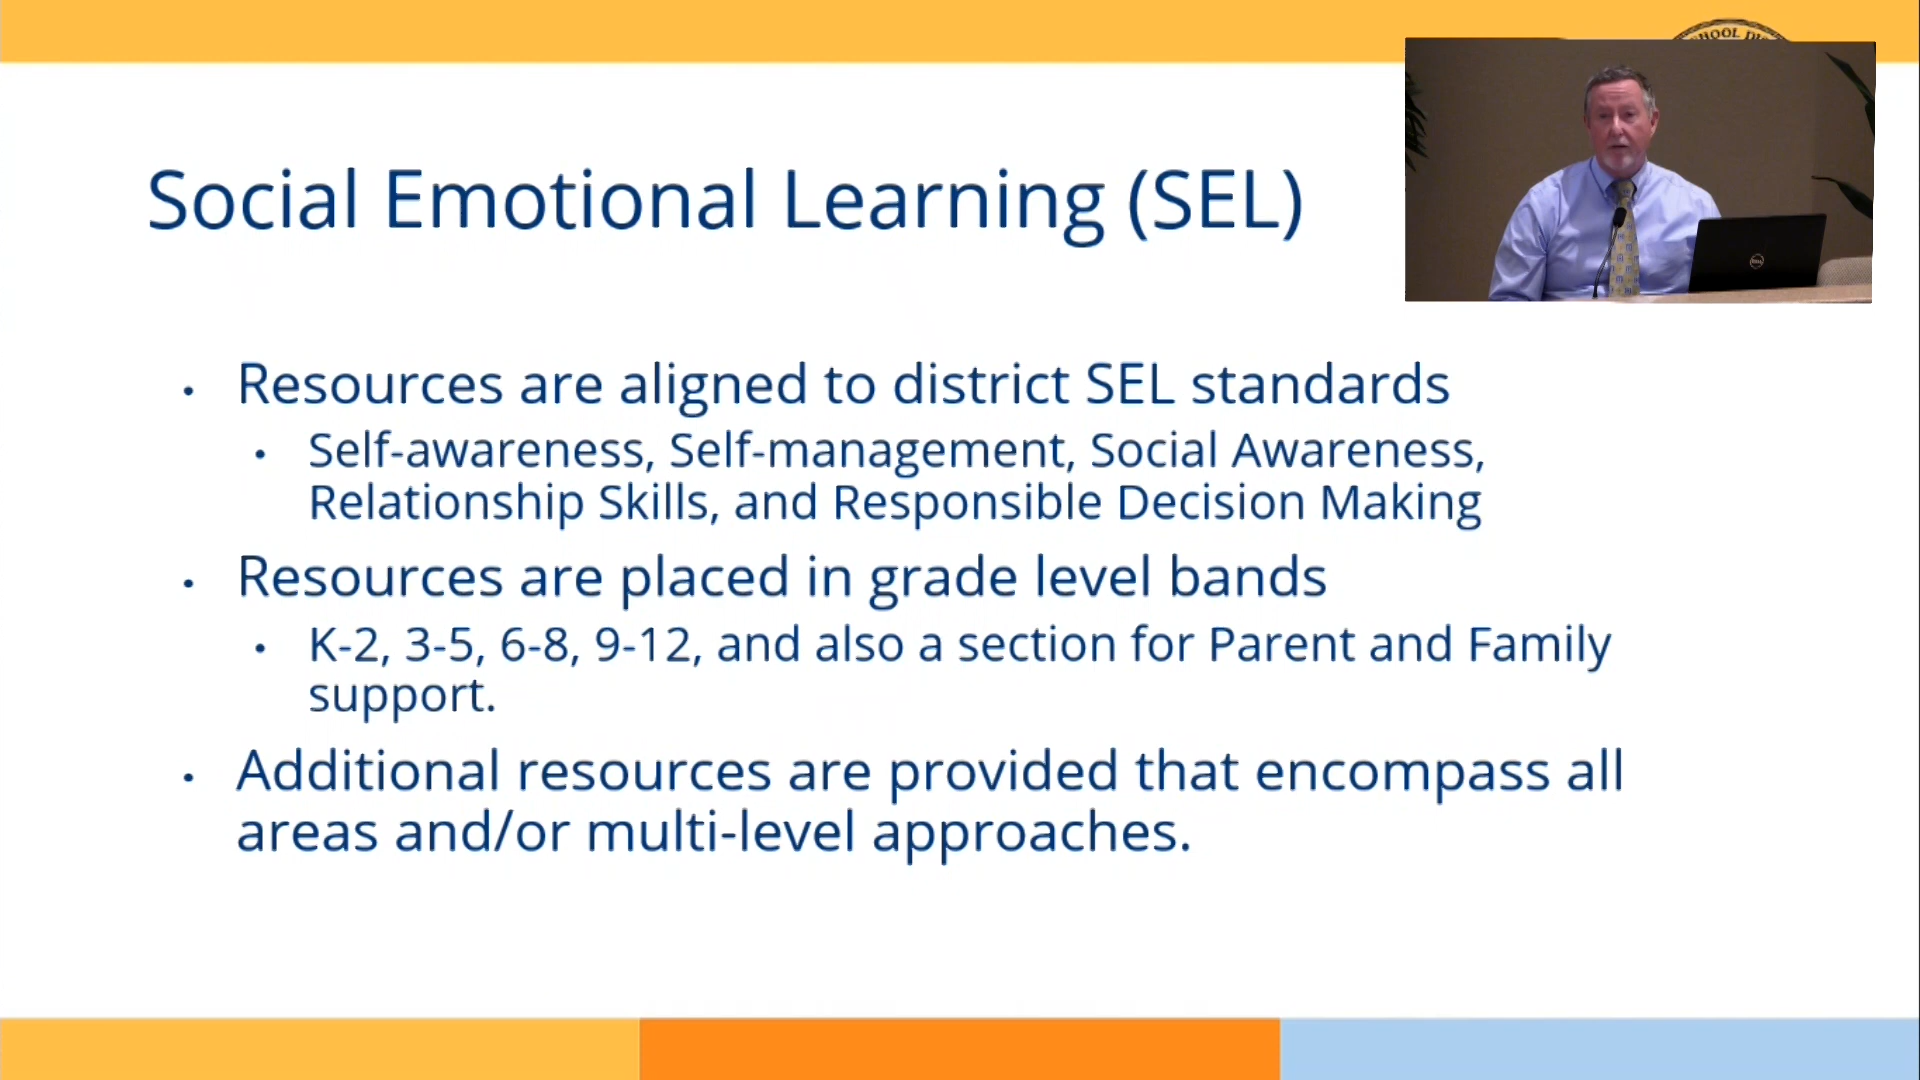 SCHOOL DI
Social Emotional Learning (SEL)
• Resources are aligned to district SEL standards
• Self-awareness, Self-management, Social Awareness,
Relationship Skills, and Responsible Decision Making
• Resources are placed in grade level bands
• K-2, 3-5, 6-8, 9-12, and also a section for Parent and Family
support.
• Additional resources are provided that encompass all
areas and/or multi-level approaches.
DELL